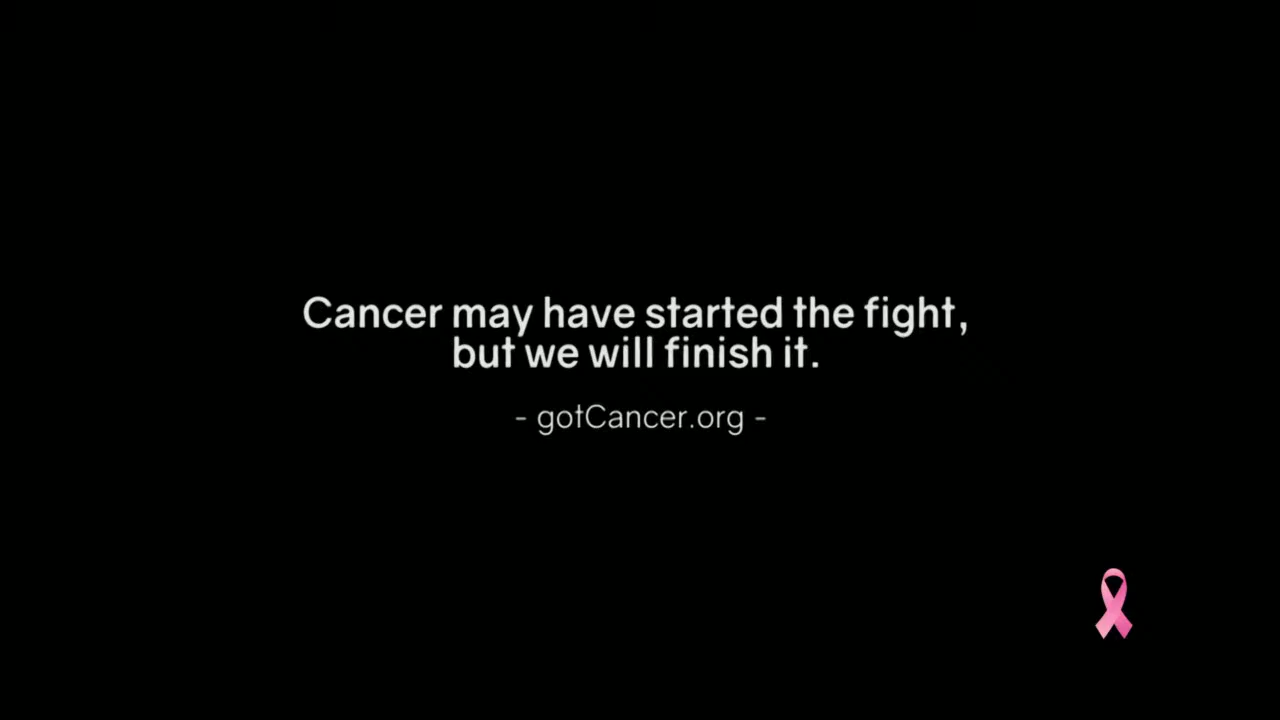 Cancer may have started the fight,
but we will finish it.
- gotCancer.org -